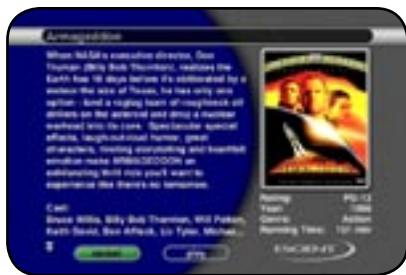 Armageddon
When NASA's executive director, Dan
Truman (Billy Bob Thornton), realizes the
Earth has 18 days before it's obliterated by a
meteor the size of Texas, he has only one
option - land a ragtag team of roughneck oil
drillers on the asteroid and drop a nuclear
warhead into its core. Spectacular special
effects, laugh-out-loud humor, great
characters, riveting storytelling and heartfelt
emotion make ARMAGEDDON an
exhilarating thrill ride you'll want to
experience like there's no tomorrow.
Cast:
Bruce Willis, Billy Bob Thornton, Will Patton,
Keith David, Ben Affleck, Liv Tyler, Michael
Rating: PG-13
Year: 1998
Genre: Action
Running Time: 151 min